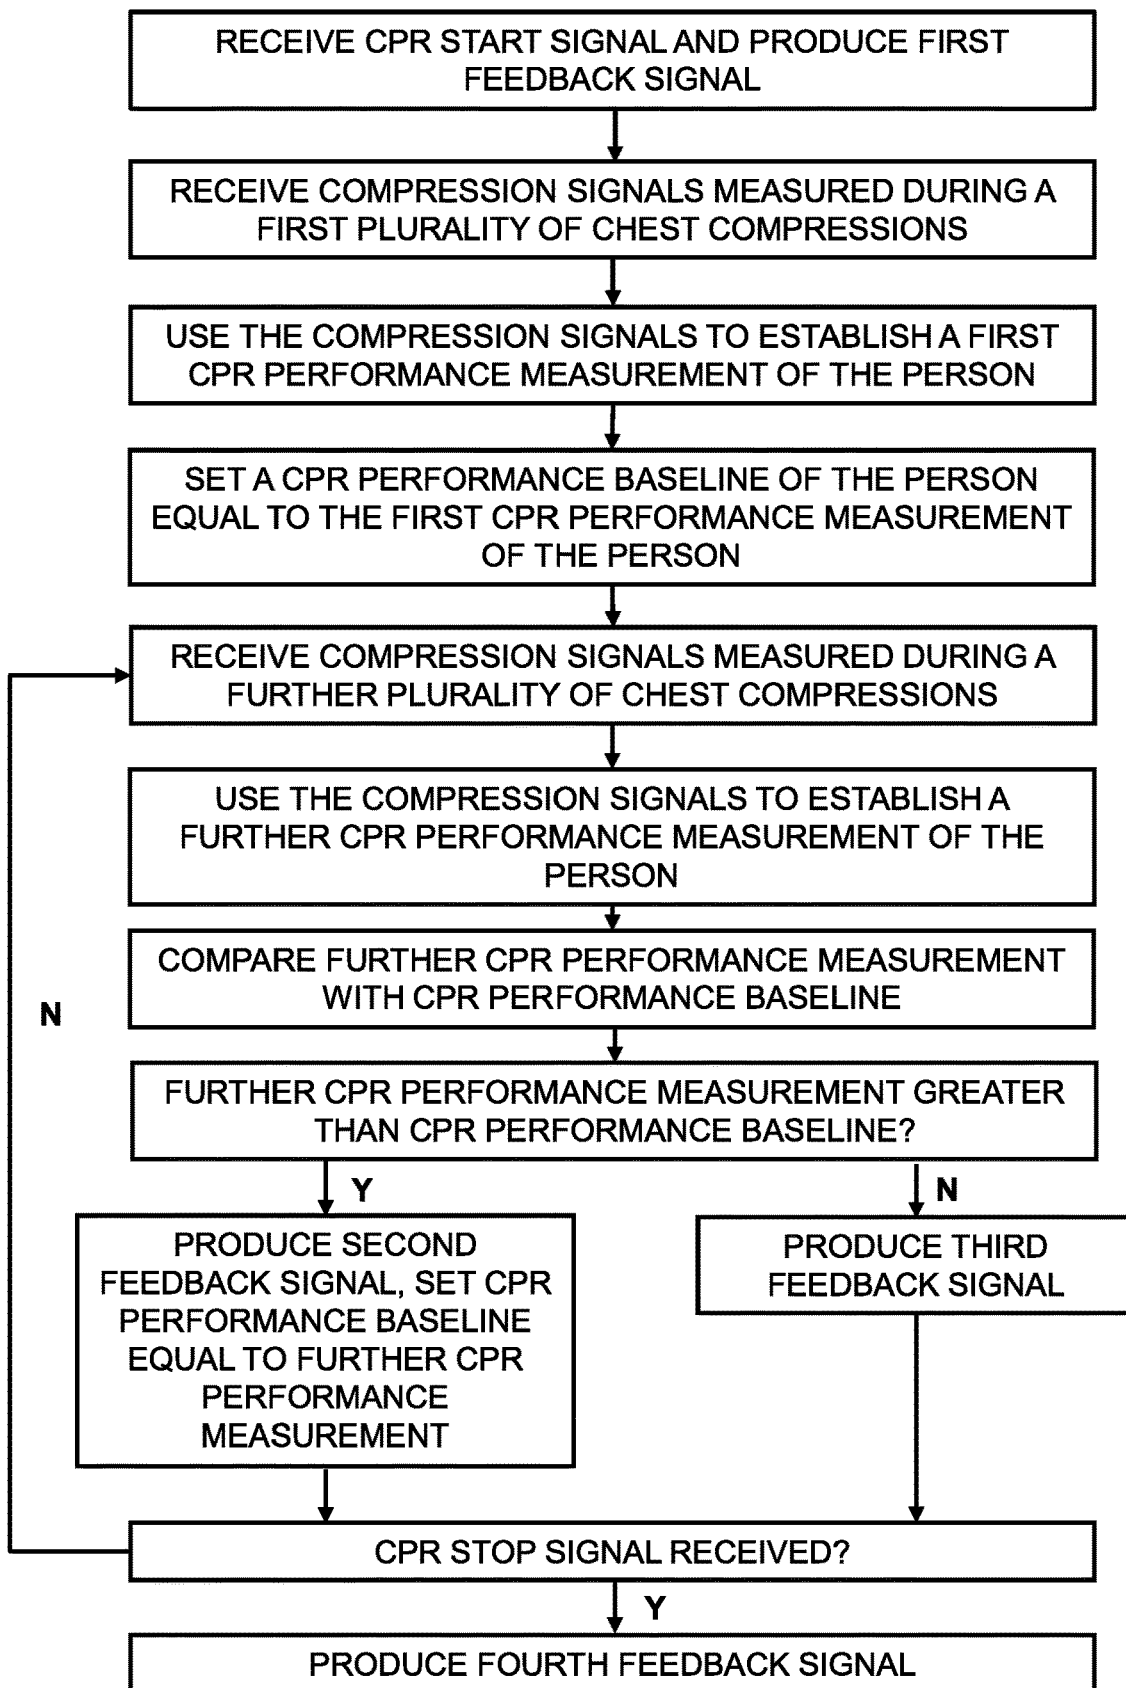 RECEIVE CPR START SIGNAL AND PRODUCE FIRST
FEEDBACK SIGNAL
RECEIVE COMPRESSION SIGNALS MEASURED DURING A
FIRST PLURALITY OF CHEST COMPRESSIONS
USE THE COMPRESSION SIGNALS TO ESTABLISH A FIRST
CPR PERFORMANCE MEASUREMENT OF THE PERSON
SET A CPR PERFORMANCE BASELINE OF THE PERSON
EQUAL TO THE FIRST CPR PERFORMANCE MEASUREMENT
OF THE PERSON
RECEIVE COMPRESSION SIGNALS MEASURED DURING A
FURTHER PLURALITY OF CHEST COMPRESSIONS
USE THE COMPRESSION SIGNALS TO ESTABLISH A
FURTHER CPR PERFORMANCE MEASUREMENT OF THE
PERSON
COMPARE FURTHER CPR PERFORMANCE MEASUREMENT
WITH CPR PERFORMANCE BASELINE
N
FURTHER CPR PERFORMANCE MEASUREMENT GREATER
THAN CPR PERFORMANCE BASELINE?
Y
N
PRODUCE SECOND
FEEDBACK SIGNAL, SET CPR
PERFORMANCE BASELINE
EQUAL TO FURTHER CPR
PERFORMANCE
MEASUREMENT
PRODUCE THIRD
FEEDBACK SIGNAL
CPR STOP SIGNAL RECEIVED?
Y
PRODUCE FOURTH FEEDBACK SIGNAL